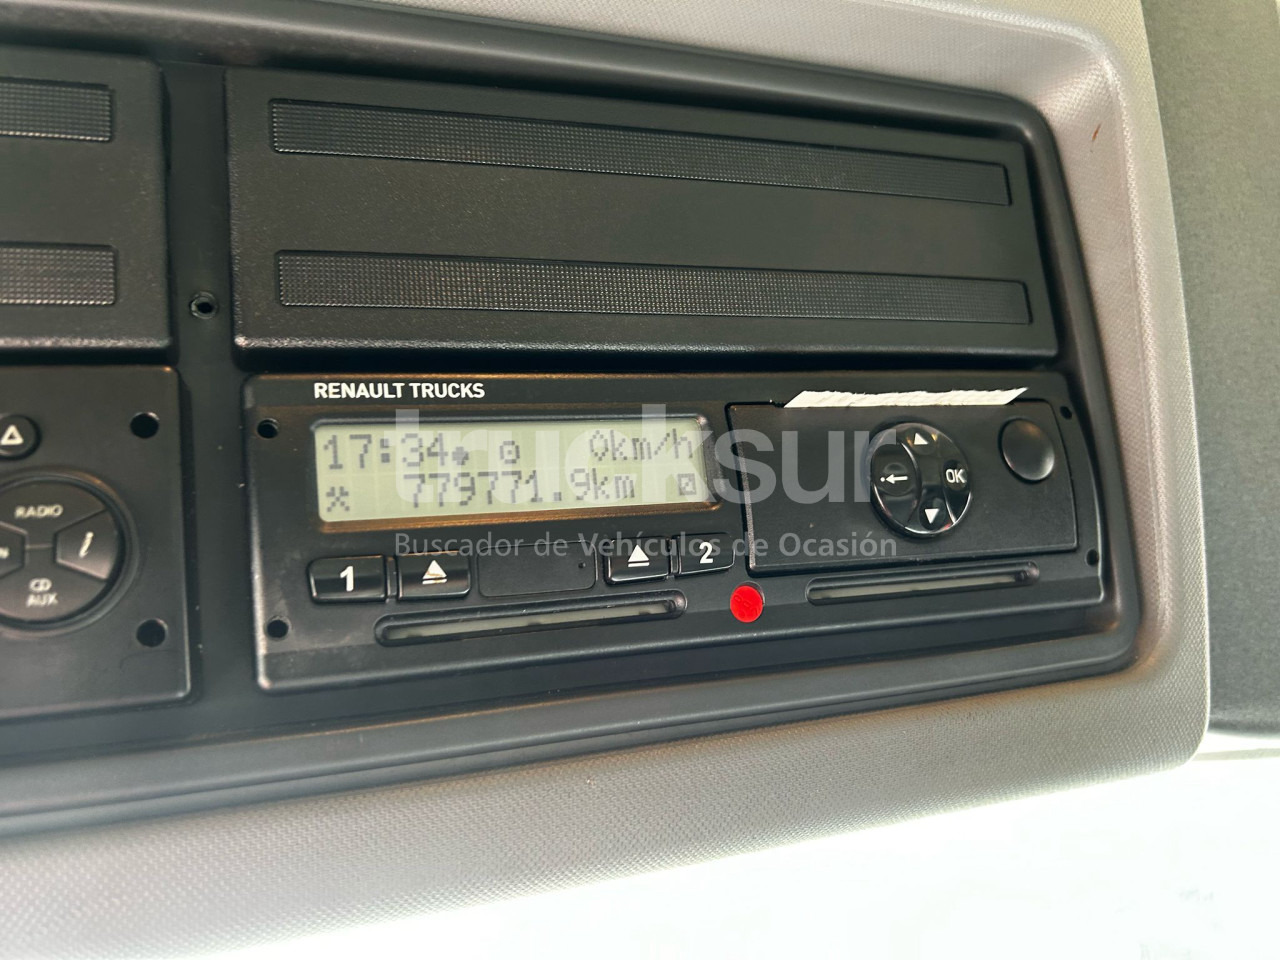 RENAULT TRUCKS
17:34 0km/h
779771.9km
trucksur
Buscador de Vehículos de Ocasión
OK
RADIO
i
N
CD
AUX
1
2